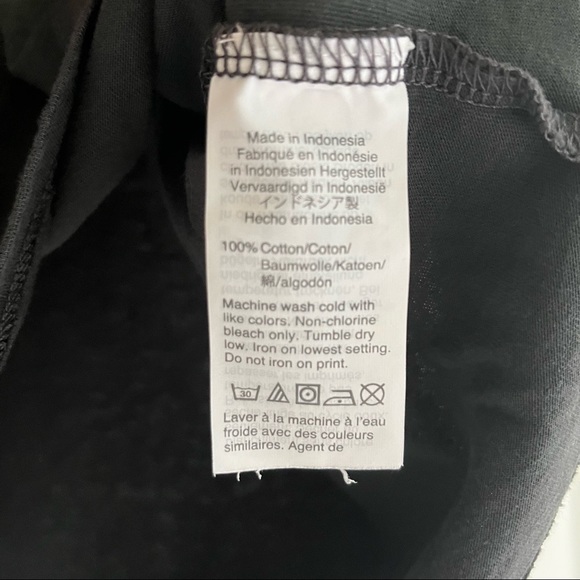 Made in Indonesia
Fabriqué en Indonésie
in Indonesien Hergestellt
Vervaardigd in Indonesië
インドネシア製
Hecho en Indonesia
100% Cotton/Coton/
Baumwolle/Katoen/
綿/algodón
Machine wash cold with
like colors. Non-chlorine
bleach only. Tumble dry
low. Iron on lowest setting.
Do not iron on print.
30
Laver à la machine à l'eau
froide avec des couleurs
similaires. Agent de